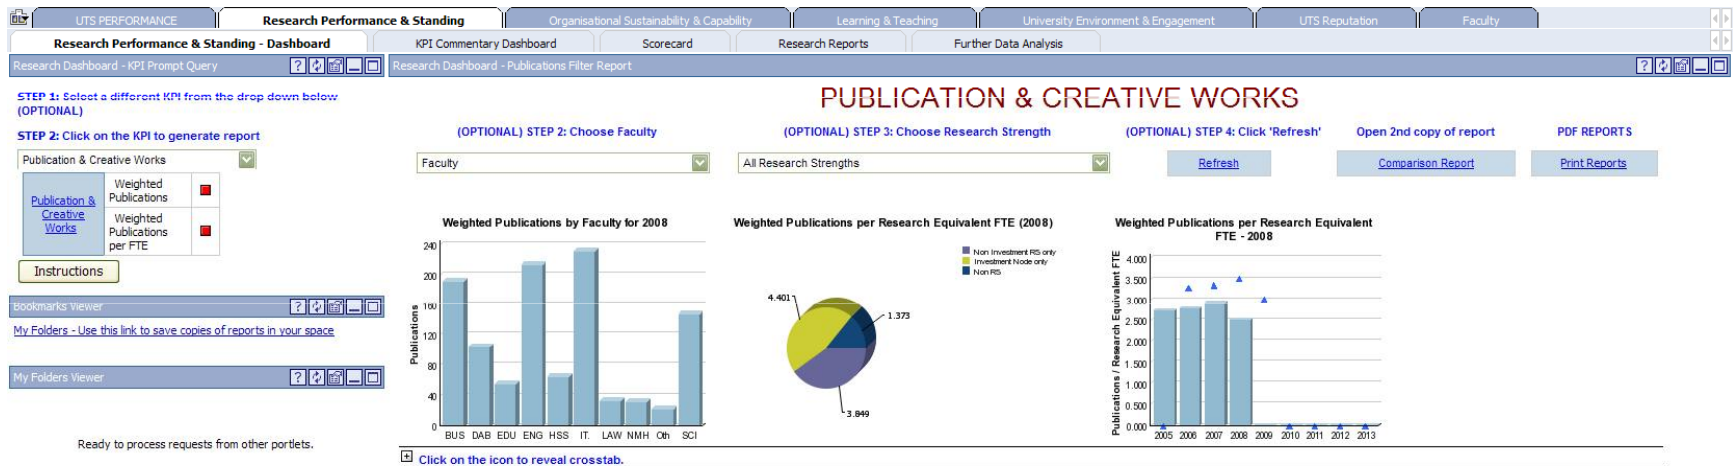 UTS PERFORMANCE Research Performance & Standing Organisational Sustainability & Capability Learning & Teaching University Environment & Engagement UTS Reputation Faculty
Research Performance & Standing - Dashboard KPI Commentary Dashboard Scorecard Research Reports Further Data Analysis
Research Dashboard - KPI Prompt Query
STEP 1: Select a different KPI from the drop down below
(OPTIONAL)
STEP 2: Click on the KPI to generate report
Publication & Creative Works
Publication &
Creative
Works
Weighted
Publications
Weighted
Publications
per FTE
Instructions
Bookmarks Viewer
My Folders - Use this link to save copies of reports in your space
My Folders Viewer
Ready to process requests from other portlets.
Research Dashboard - Publications Filter Report
PUBLICATION & CREATIVE WORKS
(OPTIONAL) STEP 2: Choose Faculty
Faculty
(OPTIONAL) STEP 3: Choose Research Strength
All Research Strengths
(OPTIONAL) STEP 4: Click 'Refresh'
Refresh
Open 2nd copy of report
Comparison Report
PDF REPORTS
Print Reports
Weighted Publications by Faculty for 2008
Publications
240
200
160
120
80
40
0
BUS DAB EDU ENG HSS IT. LAW NMH Oth SCI
Weighted Publications per Research Equivalent FTE (2008)
Non Investment RS only
Investment Node only
Non RS
4.401
1.373
3.849
Weighted Publications per Research Equivalent
FTE - 2008
Publications / Research Equivalent FTE
4.000
3.500
3.000
2.500
2.000
1.500
1.000
0.500
0.000
2005 2006 2007 2008 2009 2010 2011 2012 2013
Click on the icon to reveal crosstab.